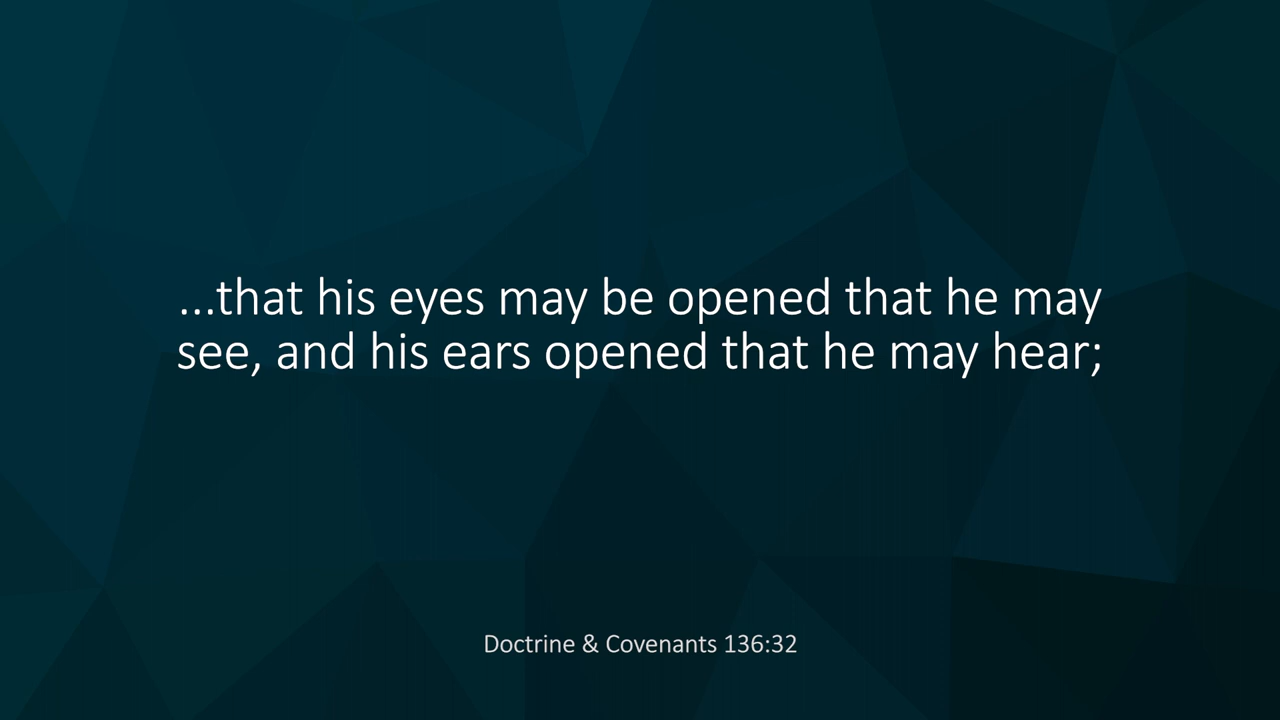 ...that his eyes may be opened that he may
see, and his ears opened that he may hear;
Doctrine & Covenants 136:32